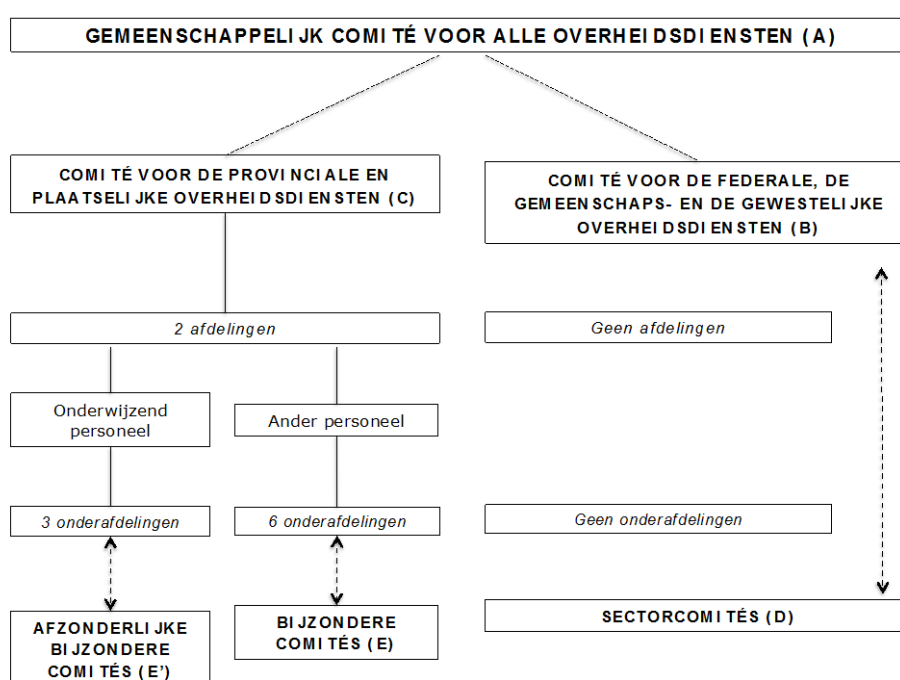 GEMEENSCHAPPELIJK COMITÉ VOOR ALLE OVERHEIDSDIENSTEN (A)
COMITÉ VOOR DE PROVINCIALE EN
PLAATSELIJKE OVERHEIDSDIENSTEN (C)
COMITÉ VOOR DE FEDERALE, DE
GEMEENSCHAPS- EN DE GEWESTELIJKE
OVERHEIDSDIENSTEN (B)
2 afdelingen
Geen afdelingen
Onderwijzend
personeel
Ander personeel
3 onderafdelingen
6 onderafdelingen
Geen onderafdelingen
AFZONDERLIJKE
BIJZONDERE
COMITÉS (E’)
BIJZONDERE
COMITÉS (E)
SECTORCOMITÉS (D)